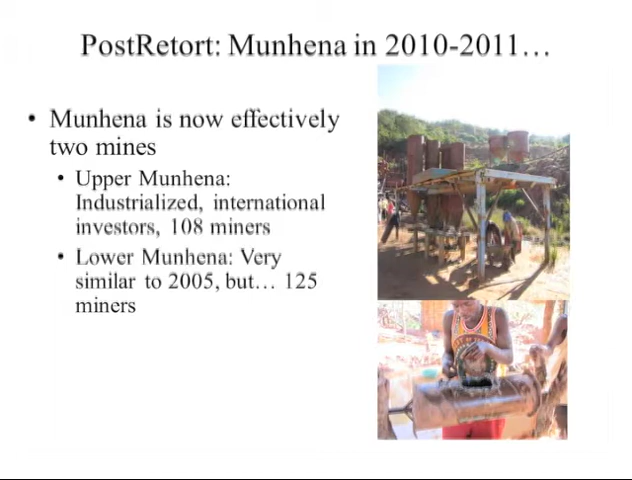 PostRetort: Munhena in 2010-2011…
• Munhena is now effectively
two mines
• Upper Munhena:
Industrialized, international
investors, 108 miners
• Lower Munhena: Very
similar to 2005, but… 125
miners